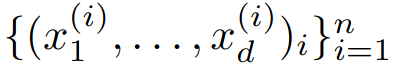 $\{(x_1^{(i)}, \ldots, x_d^{(i)})_i\}_{i=1}^n$